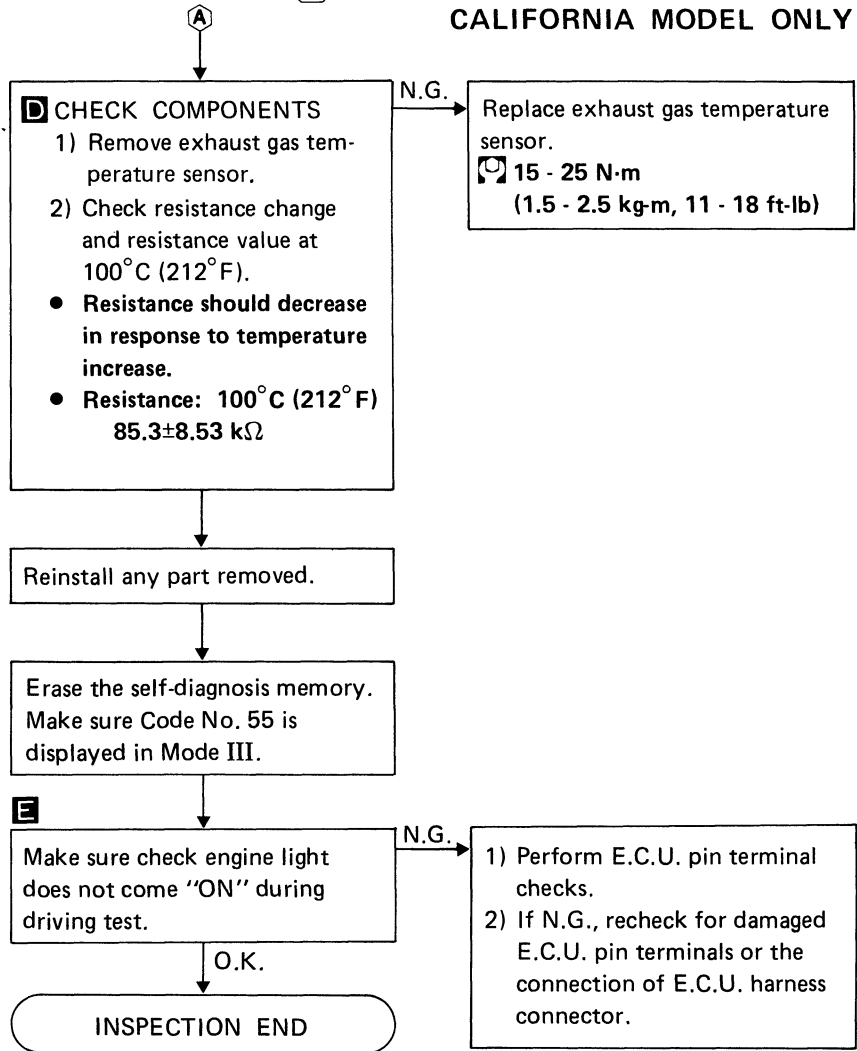 CALIFORNIA MODEL ONLY
A
D CHECK COMPONENTS
1) Remove exhaust gas tem-
perature sensor.
2) Check resistance change
and resistance value at
100°C (212°F).
● Resistance should decrease
in response to temperature
increase.
● Resistance: 100°C (212°F)
85.3±8.53 kΩ
N.G.
Replace exhaust gas temperature
sensor.
15 - 25 N·m
(1.5 - 2.5 kg-m, 11 - 18 ft-lb)
Reinstall any part removed.
Erase the self-diagnosis memory.
Make sure Code No. 55 is
displayed in Mode III.
E
Make sure check engine light
does not come "ON" during
driving test.
N.G.
1) Perform E.C.U. pin terminal
checks.
2) If N.G., recheck for damaged
E.C.U. pin terminals or the
connection of E.C.U. harness
connector.
O.K.
INSPECTION END